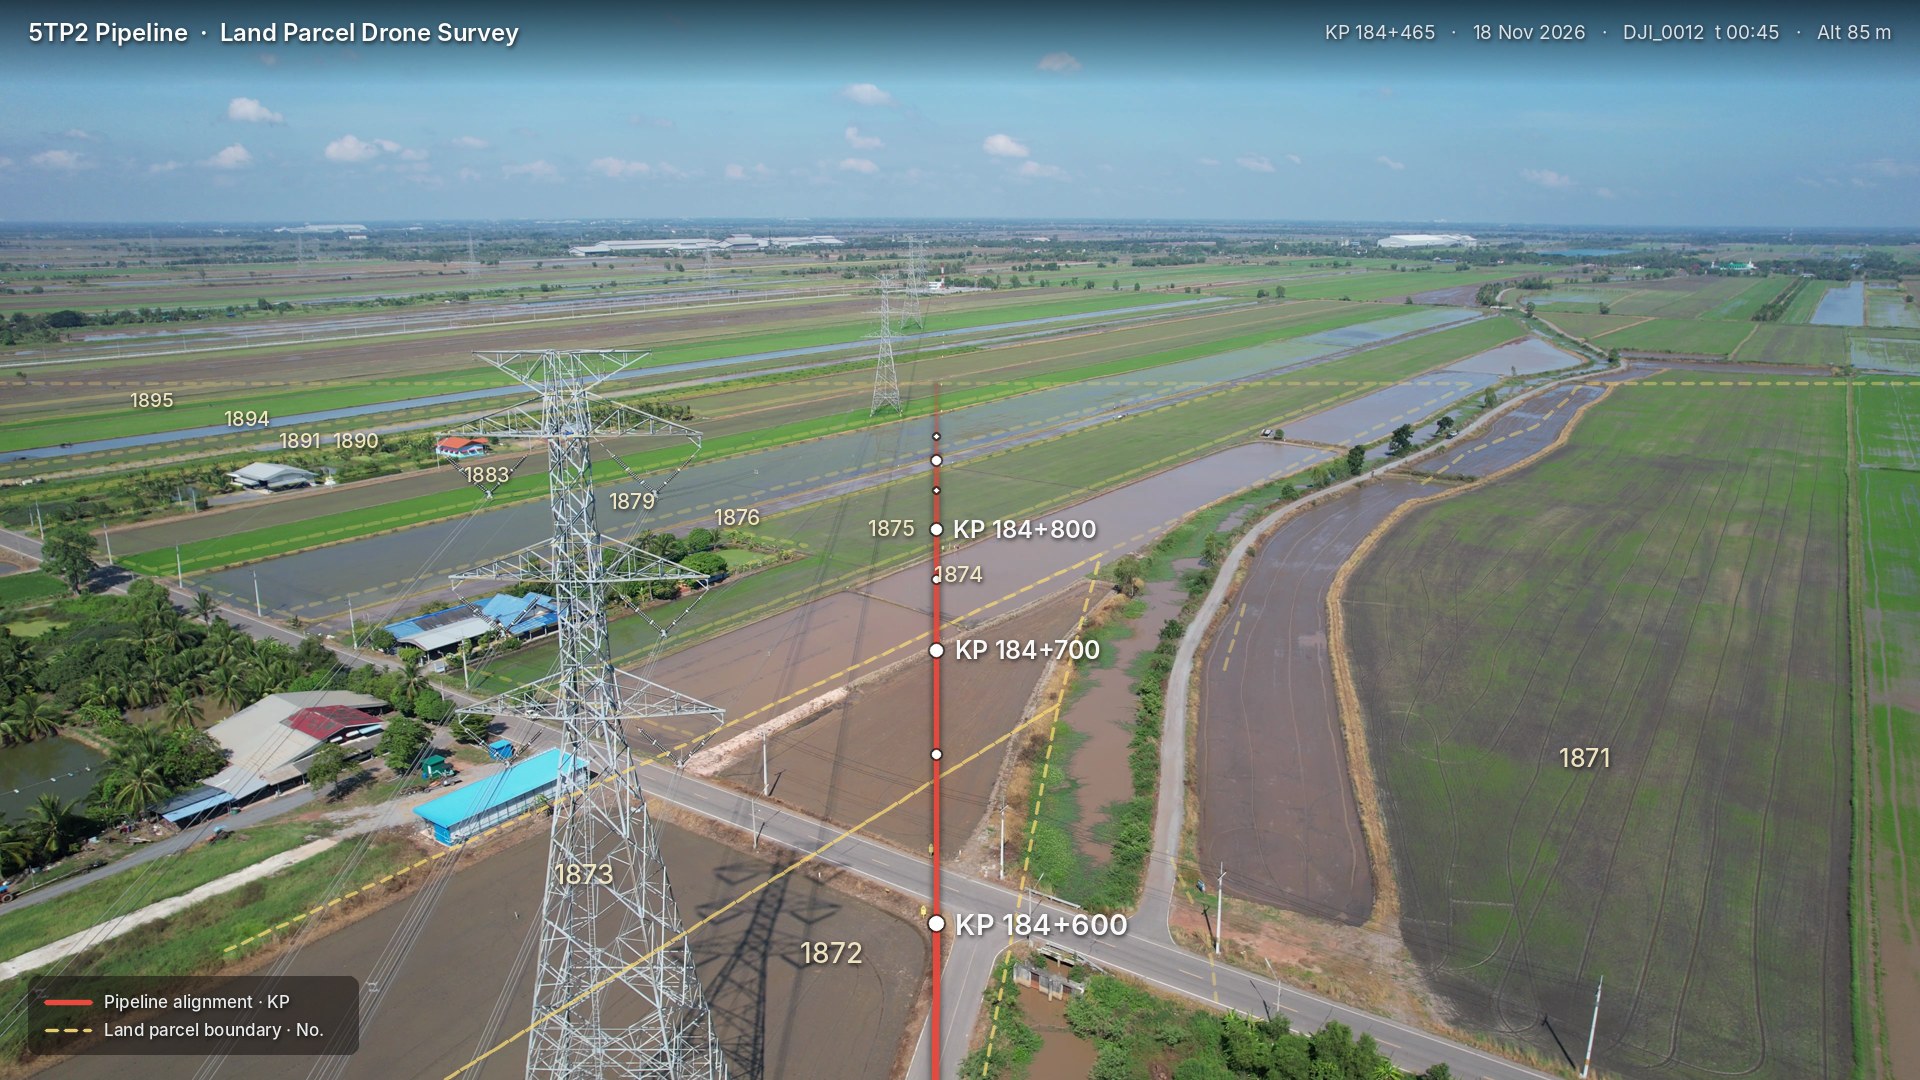 5TP2 Pipeline · Land Parcel Drone Survey
KP 184+465 · 18 Nov 2026 · DJI_0012 t 00:45 · Alt 85 m
1895
1894
1891 1890
1883
1879
1876
1875
KP 184+800
1874
KP 184+700
1871
1873
KP 184+600
1872
Pipeline alignment · KP
Land parcel boundary · No.